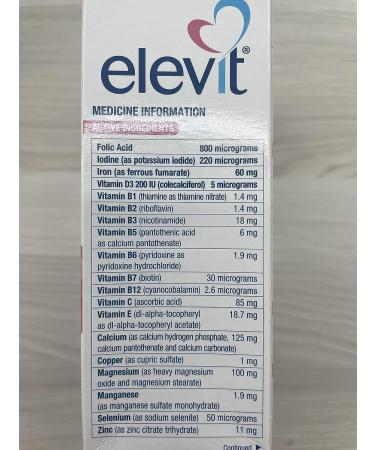 elevit®
MEDICINE INFORMATION
ACTIVE INGREDIENTS
Folic Acid 800 micrograms
Iodine (as potassium iodide) 220 micrograms
Iron (as ferrous fumarate) 60 mg
Vitamin D3 200 IU (colecalciferol) 5 micrograms
Vitamin B1 (thiamine as thiamine nitrate) 1.4 mg
Vitamin B2 (riboflavin) 1.4 mg
Vitamin B3 (nicotinamide) 18 mg
Vitamin B5 (pantothenic acid 6 mg
as calcium pantothenate)
Vitamin B6 (pyridoxine as 1.9 mg
pyridoxine hydrochloride)
Vitamin B7 (biotin) 30 micrograms
Vitamin B12 (cyanocobalamin) 2.6 micrograms
Vitamin C (ascorbic acid) 85 mg
Vitamin E (dl-alpha-tocopheryl 18.7 mg
as dl-alpha-tocopheryl acetate)
Calcium (as calcium hydrogen phosphate, 125 mg
calcium pantothenate and calcium carbonate)
Copper (as cupric sulfate) 1 mg
Magnesium (as heavy magnesium 100 mg
oxide and magnesium stearate)
Manganese 1.9 mg
(as manganese sulfate monohydrate)
Selenium (as sodium selenite) 50 micrograms
Zinc (as zinc citrate trihydrate) 11 mg
Continued